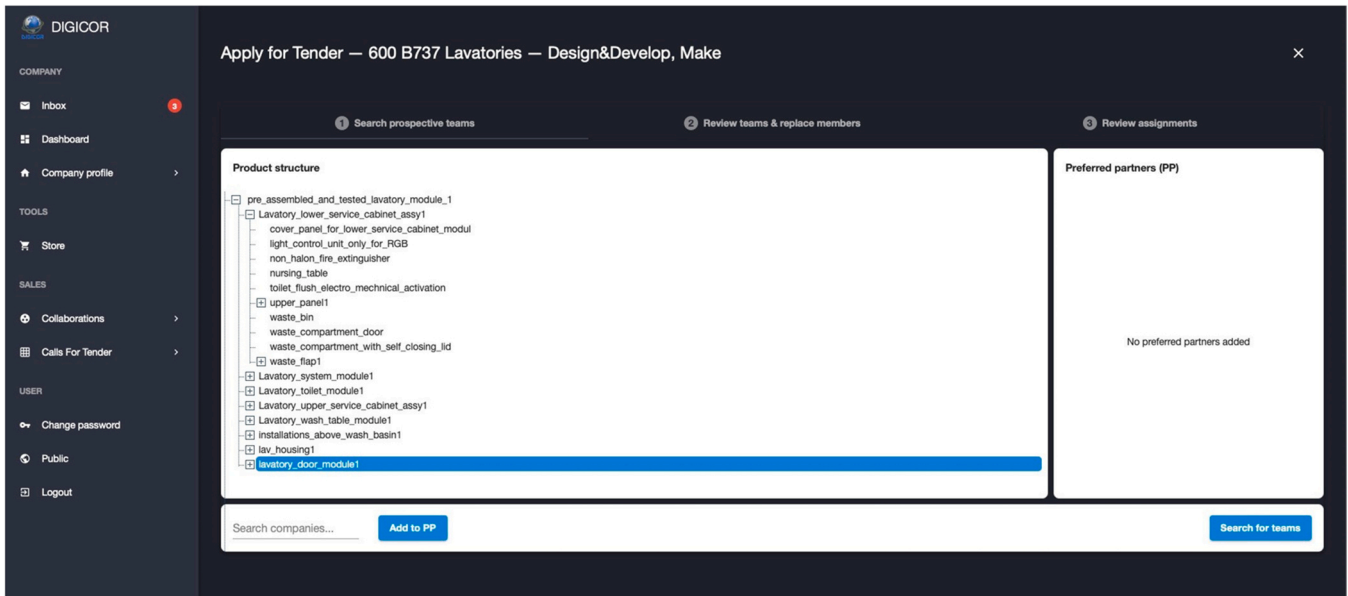 DIGICOR
DIGICOR
COMPANY
Inbox
3
Dashboard
Company profile
TOOLS
Store
SALES
Collaborations
Calls For Tender
USER
Change password
Public
Logout
Apply for Tender — 600 B737 Lavatories — Design&Develop, Make
1 Search prospective teams
2 Review teams & replace members
3 Review assignments
Product structure
pre_assembled_and_tested_lavatory_module_1
Lavatory_lower_service_cabinet_assy1
cover_panel_for_lower_service_cabinet_modul
light_control_unit_only_for_RGB
non_halon_fire_extinguisher
nursing_table
toilet_flush_electro_mechnical_activation
upper_panel1
waste_bin
waste_compartment_door
waste_compartment_with_self_closing_lid
waste_flap1
Lavatory_system_module1
Lavatory_toilet_module1
Lavatory_upper_service_cabinet_assy1
Lavatory_wash_table_module1
installations_above_wash_basin1
lav_housing1
lavatory_door_module1
Preferred partners (PP)
No preferred partners added
Search companies...
Add to PP
Search for teams